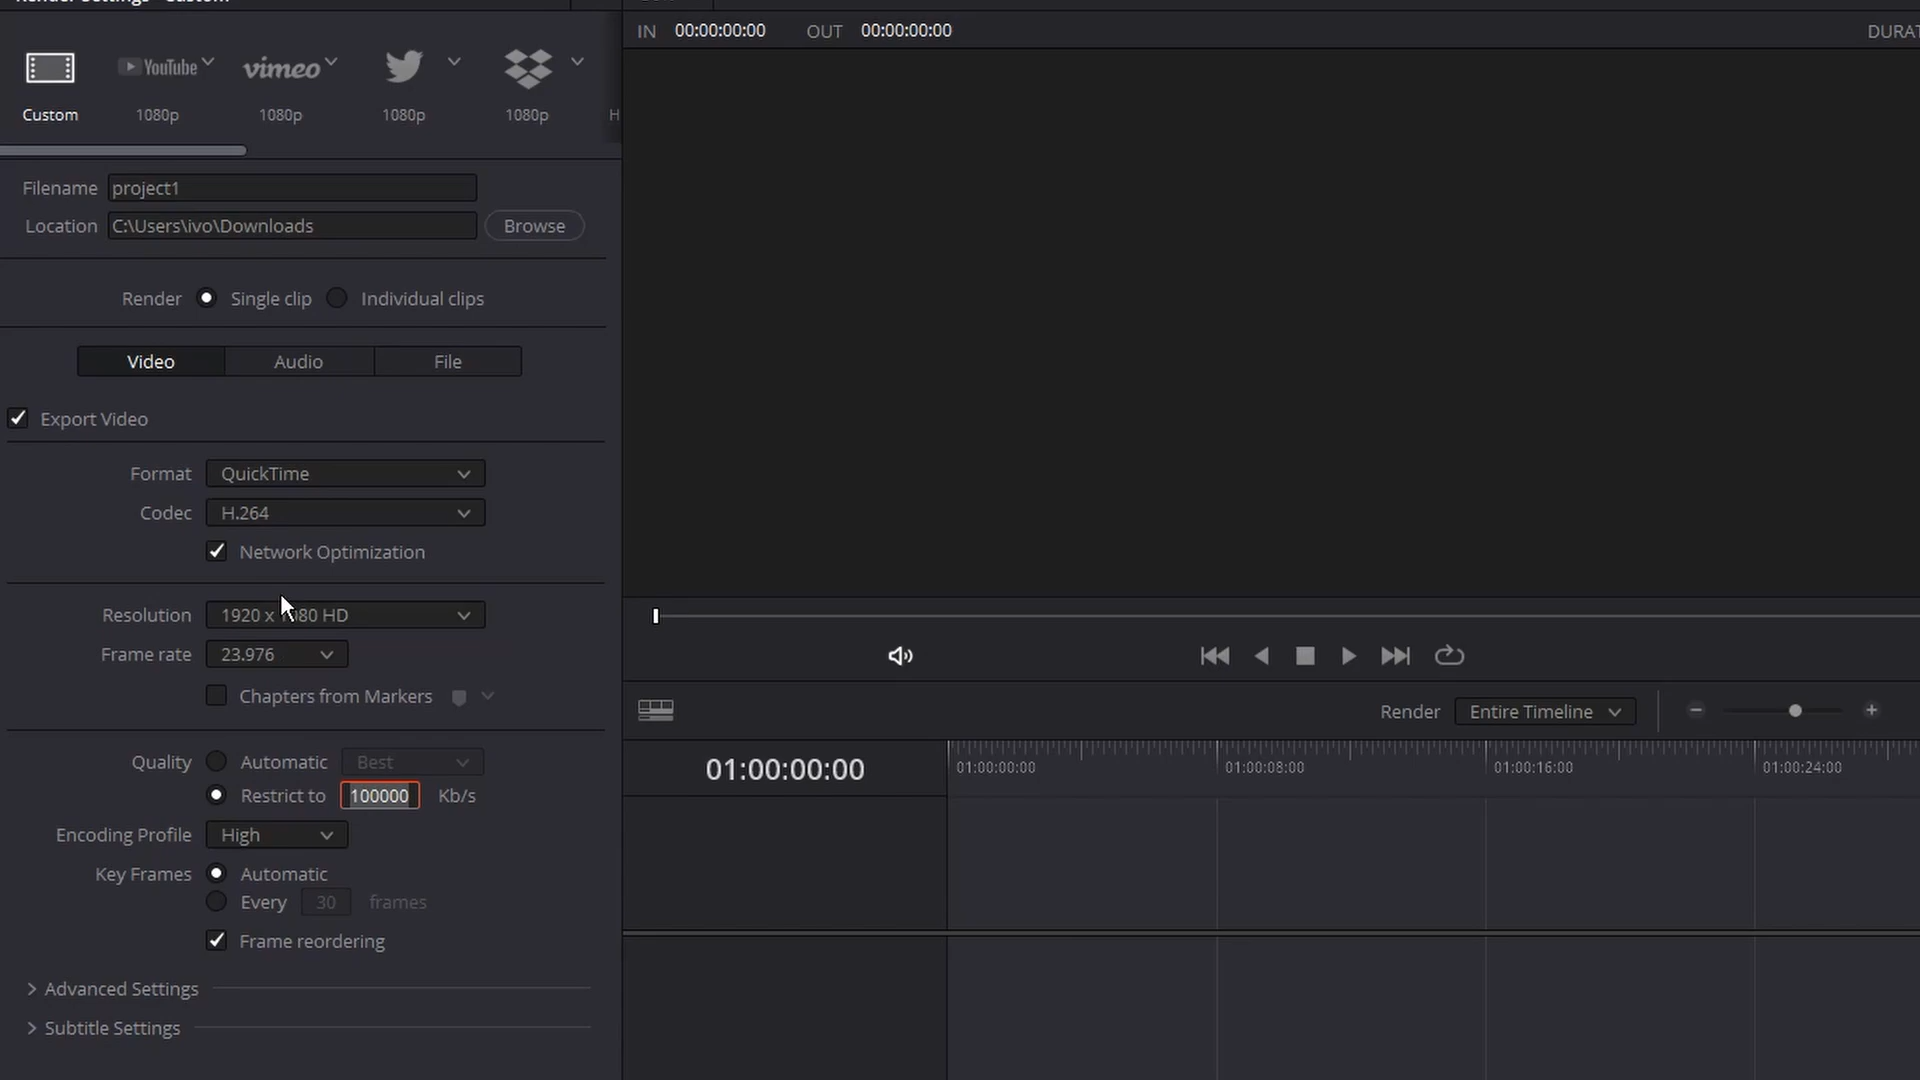 Render Settings - Custom
IN 00:00:00:00 OUT 00:00:00:00
DURAT
YouTube
vimeo
Custom 1080p 1080p 1080p 1080p H
Filename project1
Location C:\Users\ivo\Downloads Browse
Render Single clip Individual clips
Video Audio File
Export Video
Format QuickTime
Codec H.264
Network Optimization
Resolution 1920 x 1080 HD
Frame rate 23.976
Chapters from Markers
Quality Automatic Best
Restrict to 100000 Kb/s
Encoding Profile High
Key Frames Automatic
Every 30 frames
Frame reordering
Advanced Settings
Subtitle Settings
Render Entire Timeline
01:00:00:00
01:00:00:00 01:00:08:00 01:00:16:00 01:00:24:00